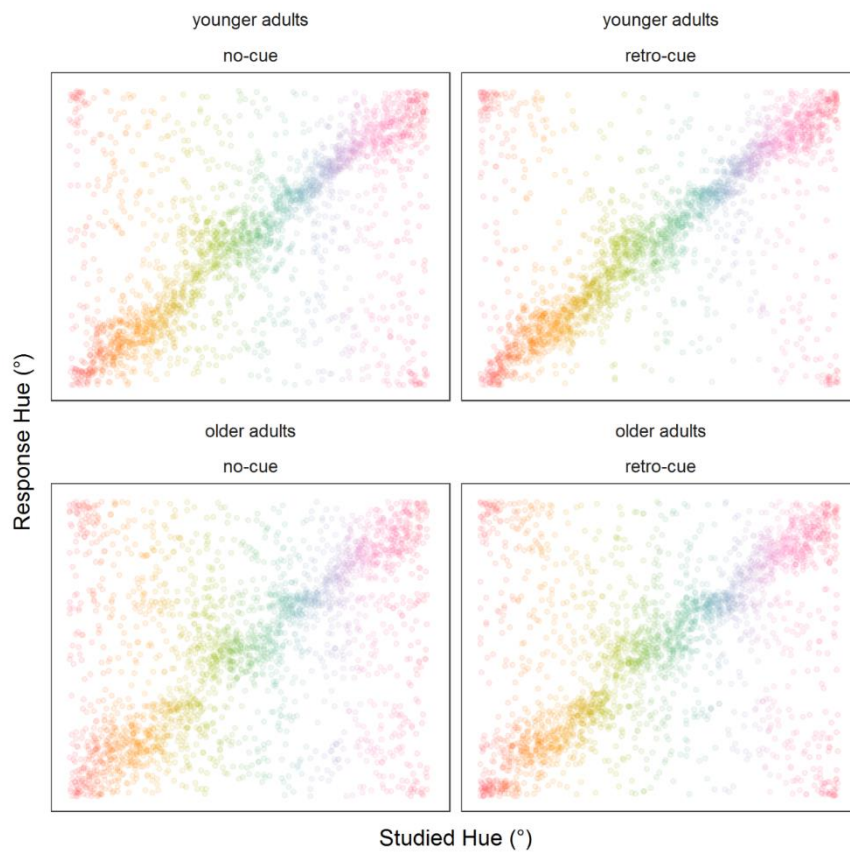 younger adults
no-cue
younger adults
retro-cue
Response Hue (°)
older adults
no-cue
older adults
retro-cue
Studied Hue (°)